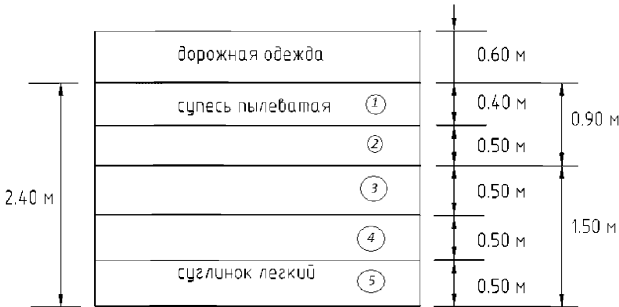 дорожная одежда
0.60 м
супесь пылеватая
1
0.40 м
0.90 м
2
0.50 м
2.40 м
3
0.50 м
1.50 м
4
0.50 м
суглинок легкий
5
0.50 м